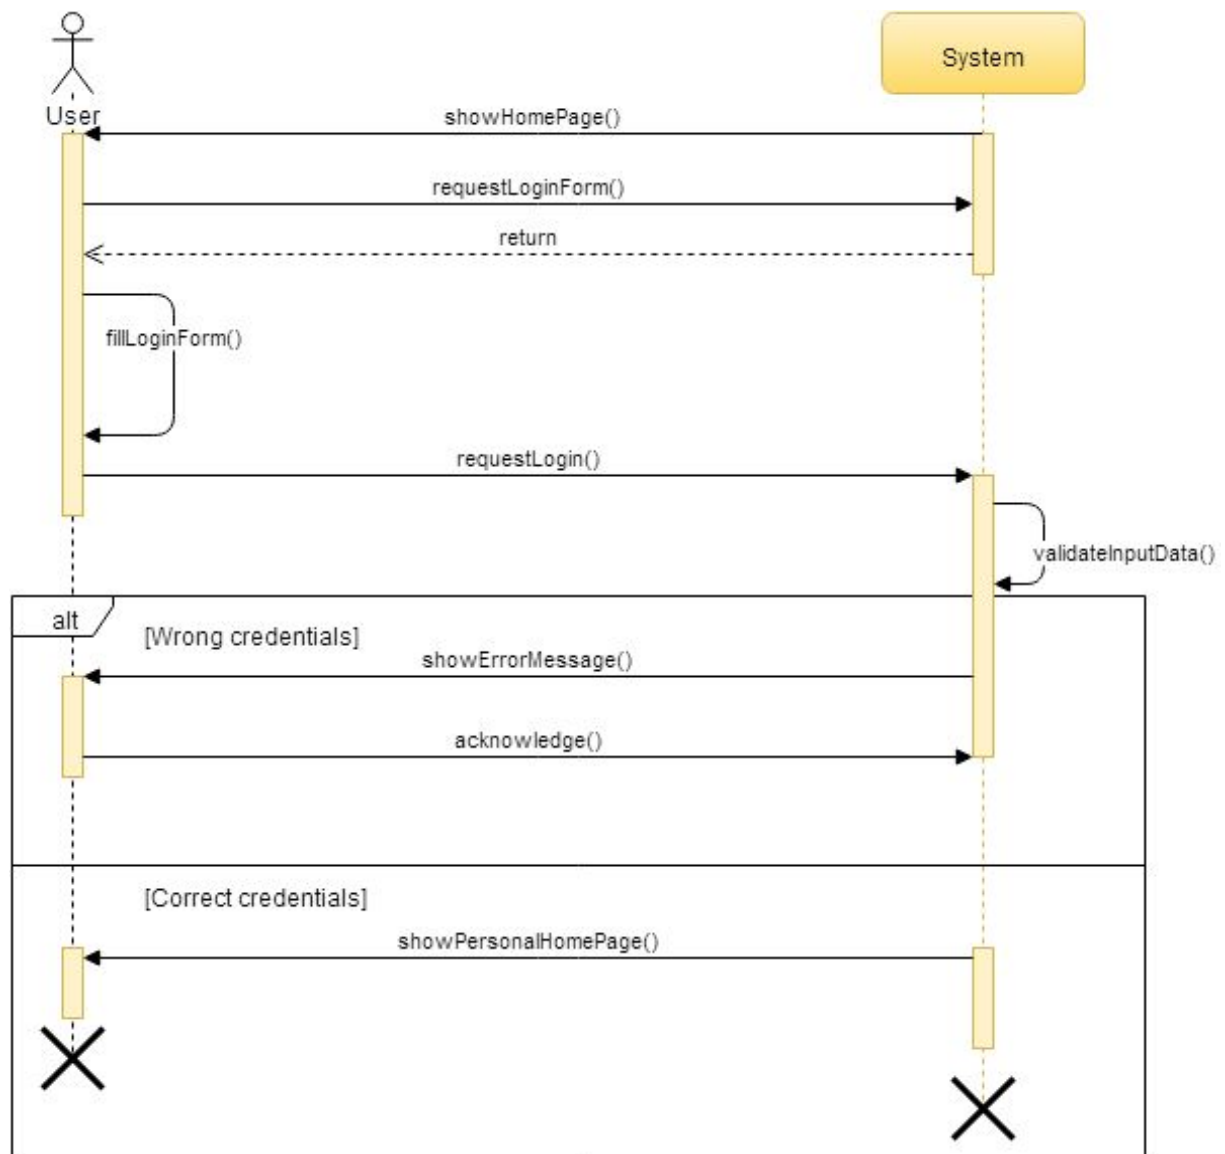 System
User
showHomePage()
requestLoginForm()
return
fillLoginForm()
requestLogin()
validateInputData()
alt
[Wrong credentials]
showErrorMessage()
acknowledge()
[Correct credentials]
showPersonalHomePage()